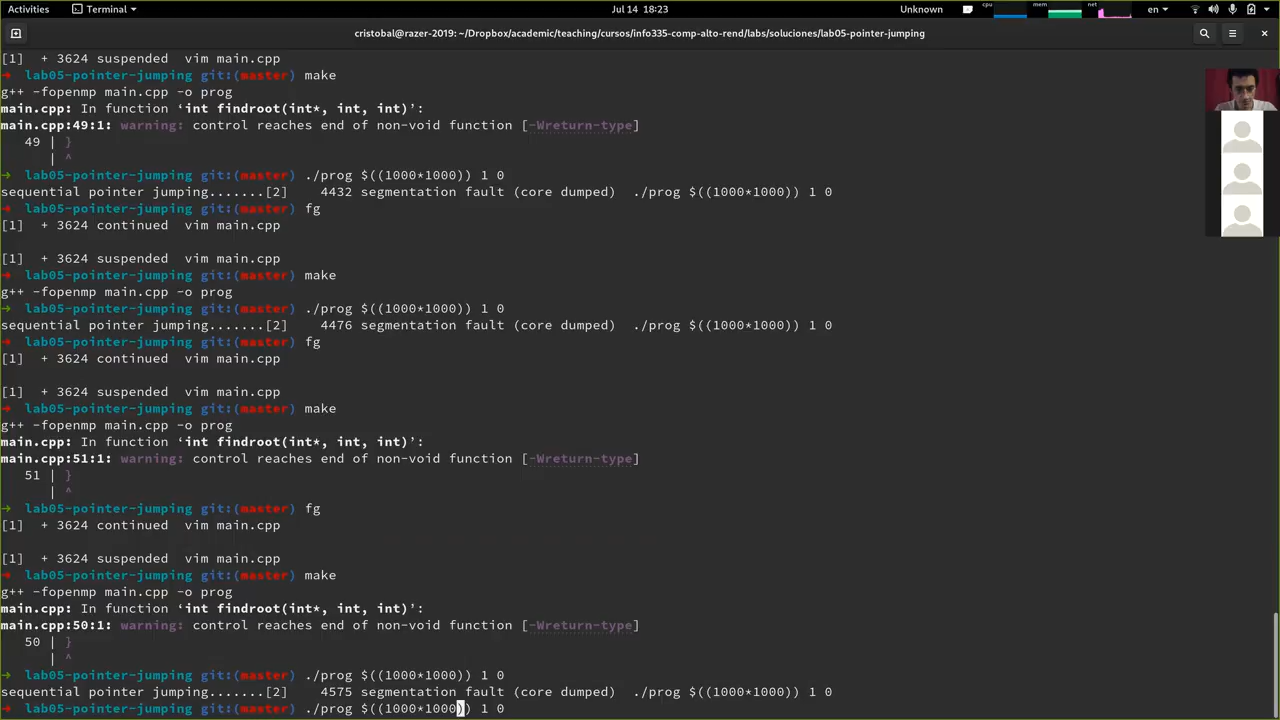 Activities Terminal Jul 14 18:23 Unknown cpu mem net en
cristobal@razer-2019: ~/Dropbox/academic/teaching/cursos/info335-comp-alto-rend/labs/soluciones/lab05-pointer-jumping
[1]  + 3624 suspended  vim main.cpp
→ lab05-pointer-jumping git:(master) make
g++ -fopenmp main.cpp -o prog
main.cpp: In function ‘int findroot(int*, int, int)’:
main.cpp:49:1: warning: control reaches end of non-void function [-Wreturn-type]
49 | }
| ^
→ lab05-pointer-jumping git:(master) ./prog $((1000*1000)) 1 0
sequential pointer jumping.......[2]    4432 segmentation fault (core dumped)  ./prog $((1000*1000)) 1 0
→ lab05-pointer-jumping git:(master) fg
[1]  + 3624 continued  vim main.cpp
[1]  + 3624 suspended  vim main.cpp
→ lab05-pointer-jumping git:(master) make
g++ -fopenmp main.cpp -o prog
→ lab05-pointer-jumping git:(master) ./prog $((1000*1000)) 1 0
sequential pointer jumping.......[2]    4476 segmentation fault (core dumped)  ./prog $((1000*1000)) 1 0
→ lab05-pointer-jumping git:(master) fg
[1]  + 3624 continued  vim main.cpp
[1]  + 3624 suspended  vim main.cpp
→ lab05-pointer-jumping git:(master) make
g++ -fopenmp main.cpp -o prog
main.cpp: In function ‘int findroot(int*, int, int)’:
main.cpp:51:1: warning: control reaches end of non-void function [-Wreturn-type]
51 | }
| ^
→ lab05-pointer-jumping git:(master) fg
[1]  + 3624 continued  vim main.cpp
[1]  + 3624 suspended  vim main.cpp
→ lab05-pointer-jumping git:(master) make
g++ -fopenmp main.cpp -o prog
main.cpp: In function ‘int findroot(int*, int, int)’:
main.cpp:50:1: warning: control reaches end of non-void function [-Wreturn-type]
50 | }
| ^
→ lab05-pointer-jumping git:(master) ./prog $((1000*1000)) 1 0
sequential pointer jumping.......[2]    4575 segmentation fault (core dumped)  ./prog $((1000*1000)) 1 0
→ lab05-pointer-jumping git:(master) ./prog $((1000*1000)) 1 0